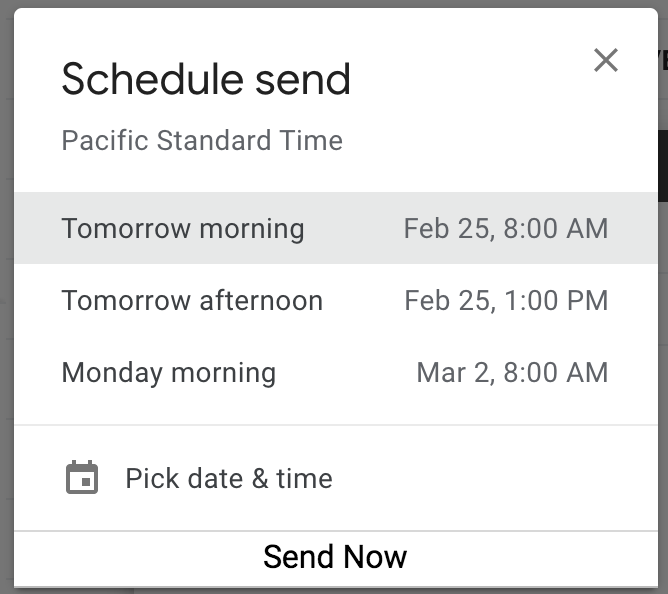 Schedule send
Pacific Standard Time
Tomorrow morning Feb 25, 8:00 AM
Tomorrow afternoon Feb 25, 1:00 PM
Monday morning Mar 2, 8:00 AM
Pick date & time
Send Now